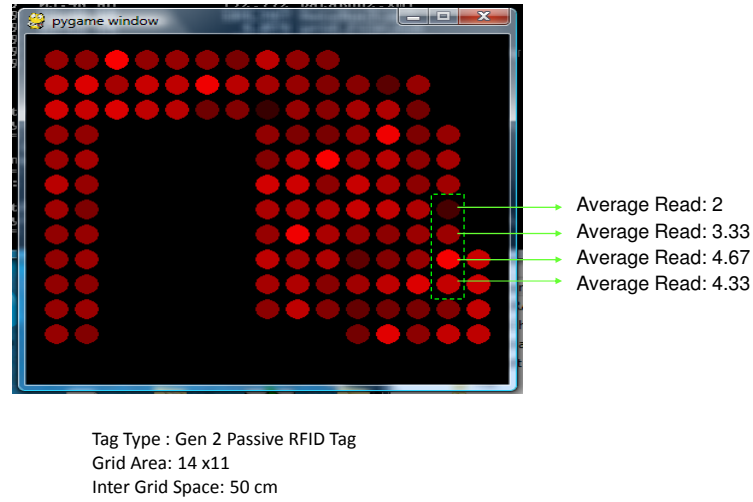 pygame window
Average Read: 2
Average Read: 3.33
Average Read: 4.67
Average Read: 4.33
Tag Type : Gen 2 Passive RFID Tag
Grid Area: 14 x11
Inter Grid Space: 50 cm